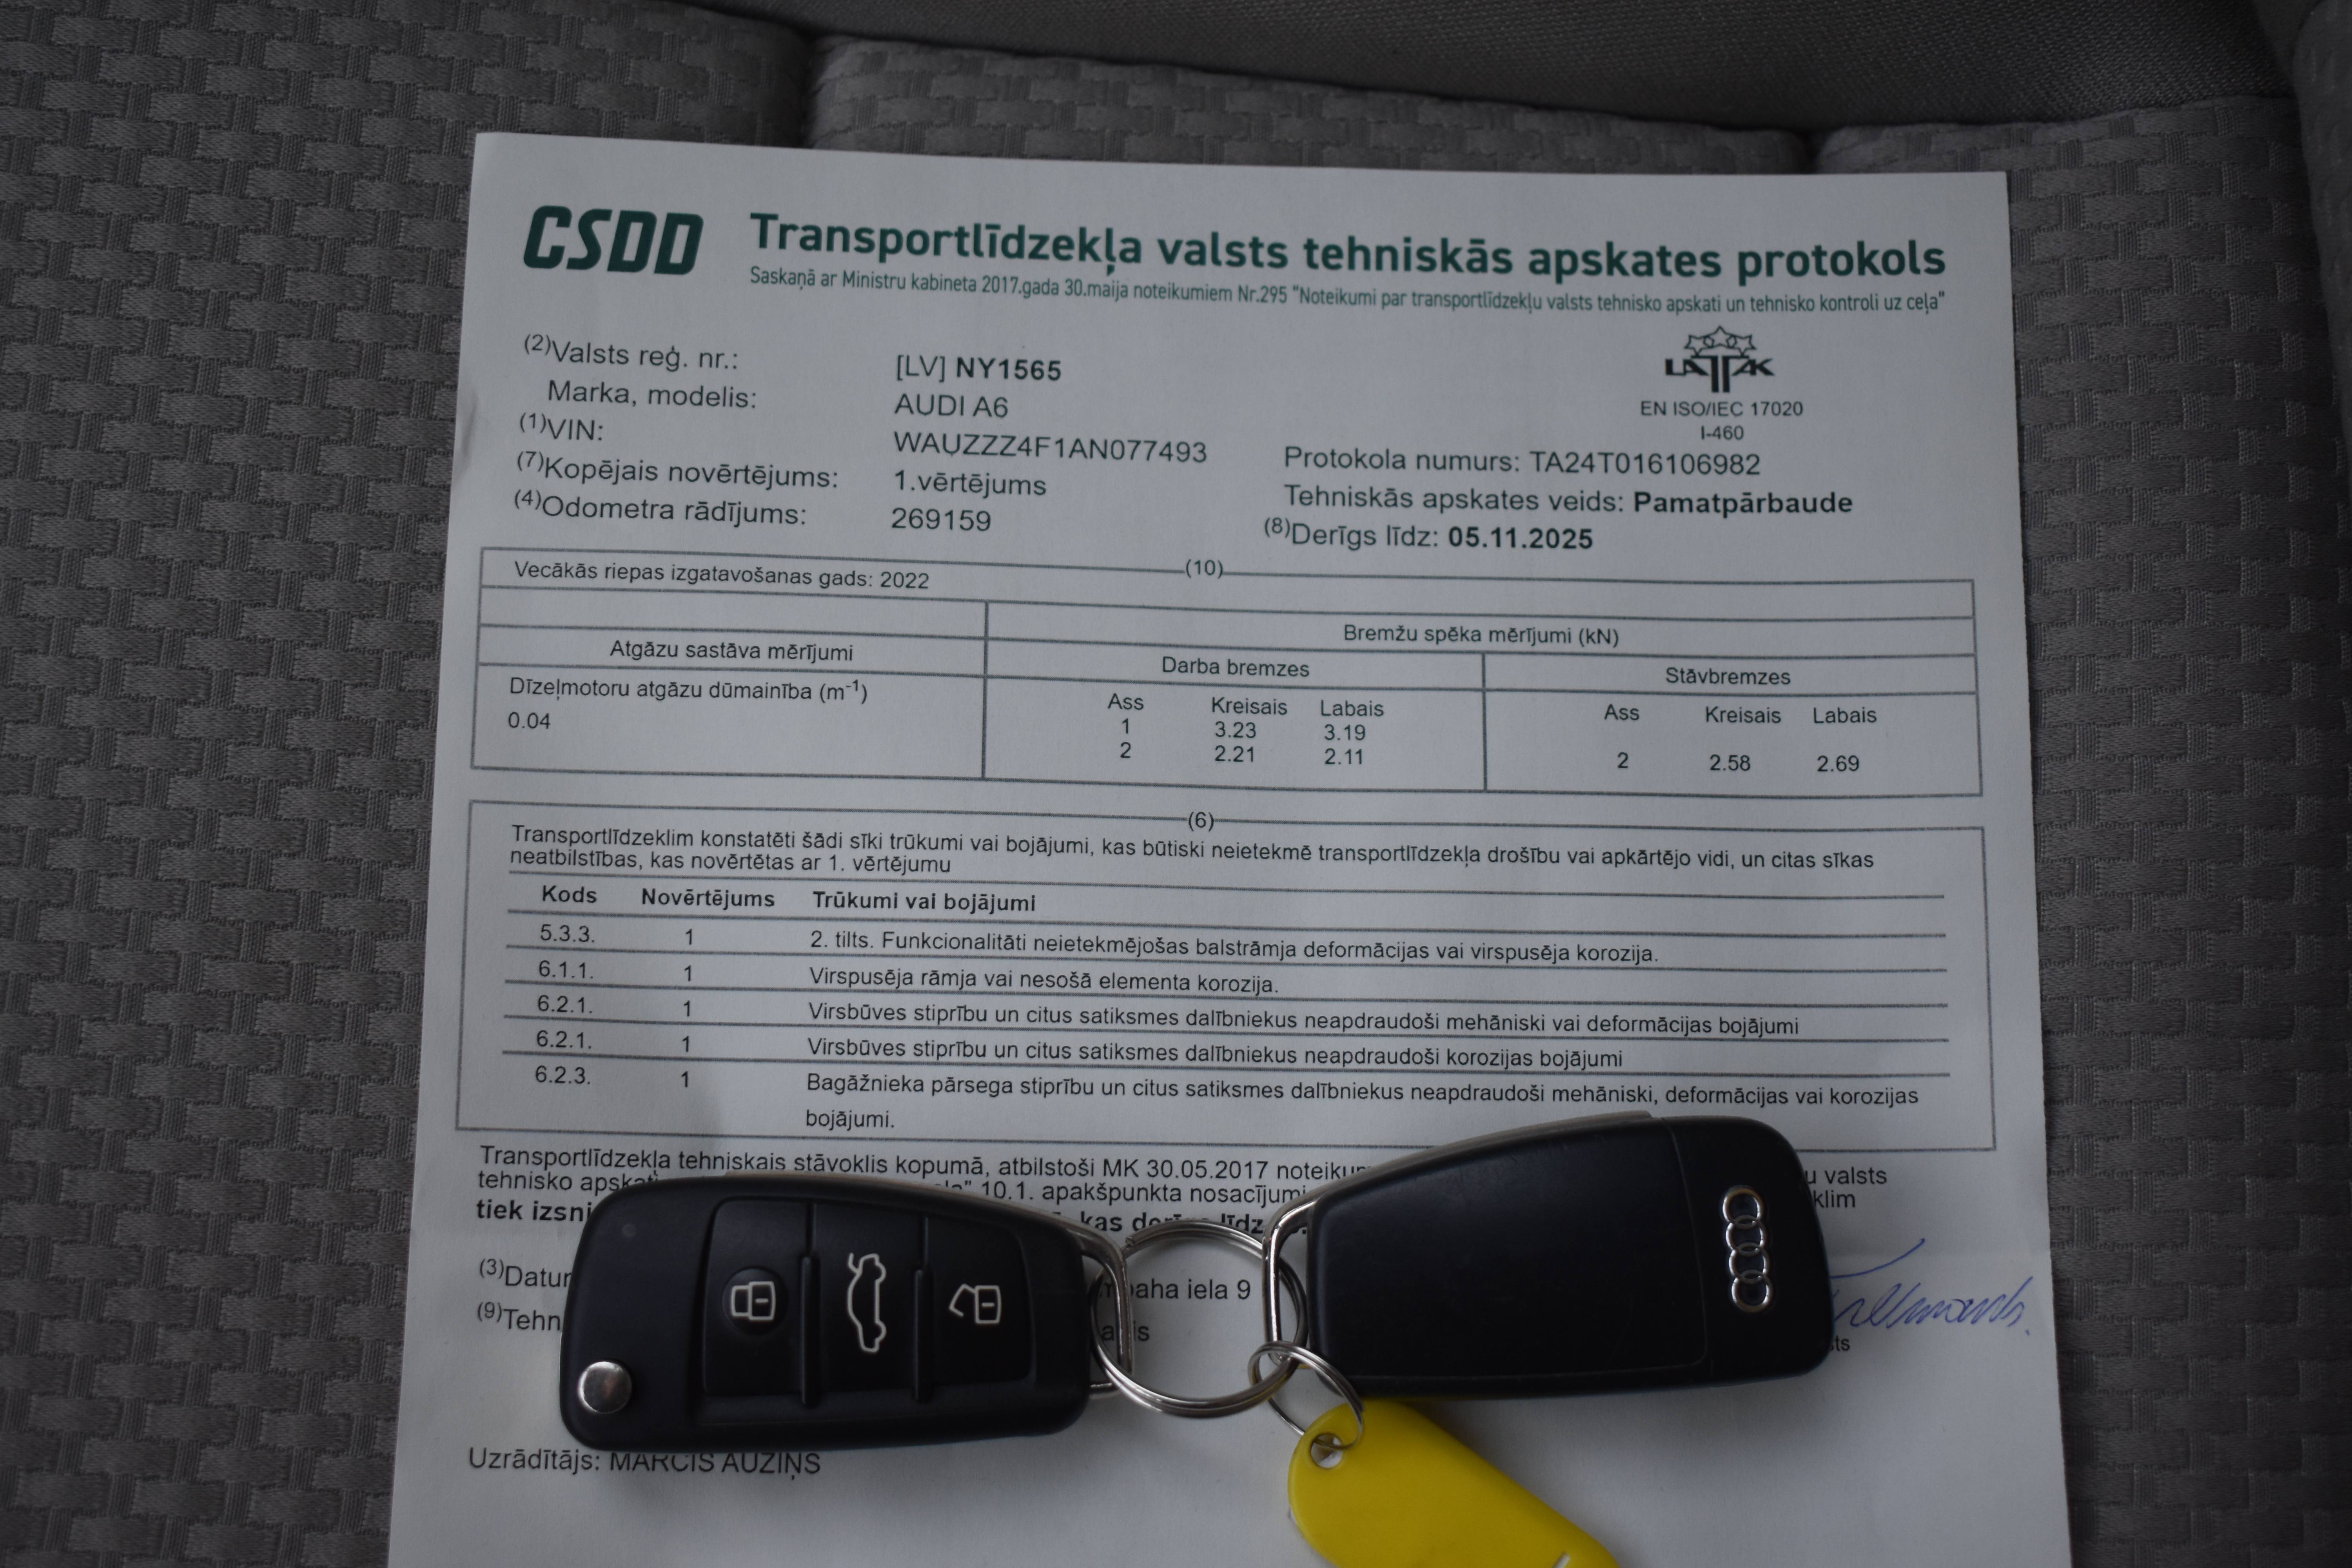 CSDD
Transportlīdzekļa valsts tehniskās apskates protokols
Saskaņā ar Ministru kabineta 2017.gada 30.maija noteikumiem Nr.295 "Noteikumi par transportlīdzekļu valsts tehnisko apskati un tehnisko kontroli uz ceļa"
LATAK
EN ISO/IEC 17020
I-460
(2)Valsts reģ. nr.: [LV] NY1565
Marka, modelis: AUDI A6
(1)VIN: WAUZZZ4F1AN077493
(7)Kopējais novērtējums: 1.vērtējums
(4)Odometra rādījums: 269159
Protokola numurs: TA24T016106982
Tehniskās apskates veids: Pamatpārbaude
(8)Derīgs līdz: 05.11.2025
(10)
Vecākās riepas izgatavošanas gads: 2022
Bremžu spēka mērījumi (kN)
Atgāzu sastāva mērījumi Darba bremzes Stāvbremzes
Dīzeļmotoru atgāzu dūmainība (m-1) Ass Kreisais Labais Ass Kreisais Labais
0.04 1 3.23 3.19
2 2.21 2.11 2 2.58 2.69
(6)
Transportlīdzeklim konstatēti šādi sīki trūkumi vai bojājumi, kas būtiski neietekmē transportlīdzekļa drošību vai apkārtējo vidi, un citas sīkas
neatbilstības, kas novērtētas ar 1. vērtējumu
Kods Novērtējums Trūkumi vai bojājumi
5.3.3. 1 2. tilts. Funkcionalitāti neietekmējošas balstrāmja deformācijas vai virspusēja korozija.
6.1.1. 1 Virspusēja rāmja vai nesošā elementa korozija.
6.2.1. 1 Virsbūves stiprību un citus satiksmes dalībniekus neapdraudoši mehāniski vai deformācijas bojājumi
6.2.1. 1 Virsbūves stiprību un citus satiksmes dalībniekus neapdraudoši korozijas bojājumi
6.2.3. 1 Bagāžnieka pārsega stiprību un citus satiksmes dalībniekus neapdraudoši mehāniski, deformācijas vai korozijas
bojājumi.
Transportlīdzekļa tehniskais stāvoklis kopumā, atbilstoši MK 30.05.2017 valsts
tehnisko 10.1. apakšpunkta
tiek kas
iela 9
Uzrādītājs: MĀRCIS AUZIŅŠ